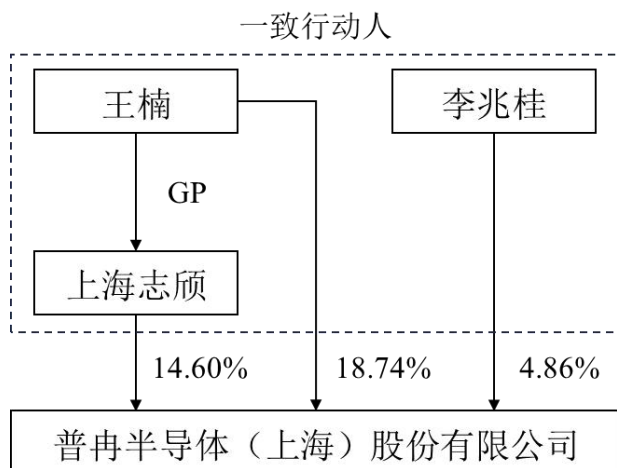 一致行动人
王楠
李兆桂
GP
上海志颀
14.60%
18.74%
4.86%
普冉半导体（上海）股份有限公司